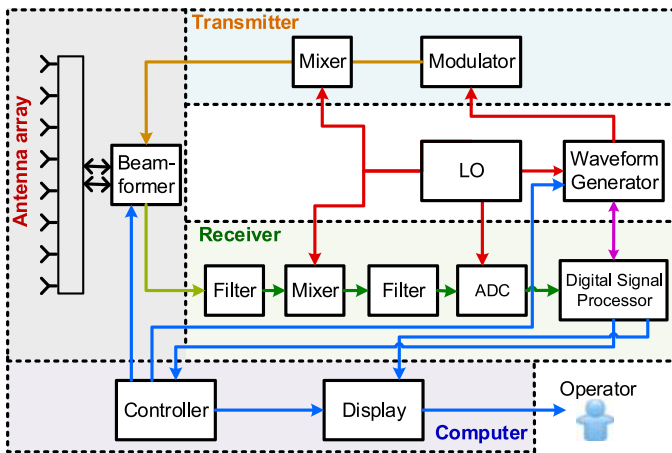 Transmitter
Mixer
Modulator
Antenna array
Beam-
former
LO
Waveform
Generator
Receiver
Filter
Mixer
Filter
ADC
Digital Signal
Processor
Controller
Display
Operator
Computer